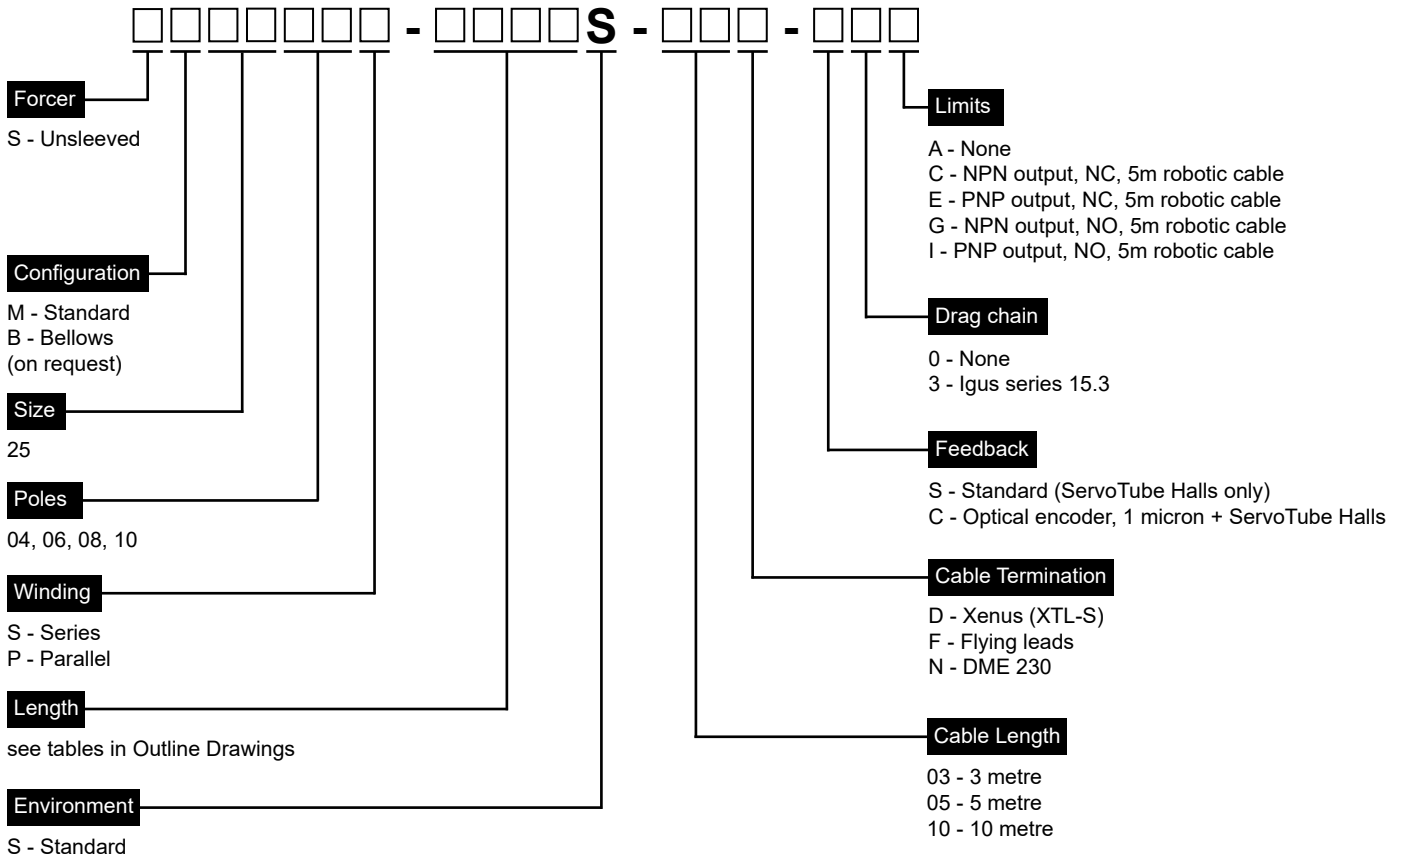 □□□□□□□ - □□□□S - □□□ - □□□
Forcer
S - Unsleeved
Configuration
M - Standard
B - Bellows
(on request)
Size
25
Poles
04, 06, 08, 10
Winding
S - Series
P - Parallel
Length
see tables in Outline Drawings
Environment
S - Standard
Limits
A - None
C - NPN output, NC, 5m robotic cable
E - PNP output, NC, 5m robotic cable
G - NPN output, NO, 5m robotic cable
I - PNP output, NO, 5m robotic cable
Drag chain
0 - None
3 - Igus series 15.3
Feedback
S - Standard (ServoTube Halls only)
C - Optical encoder, 1 micron + ServoTube Halls
Cable Termination
D - Xenus (XTL-S)
F - Flying leads
N - DME 230
Cable Length
03 - 3 metre
05 - 5 metre
10 - 10 metre